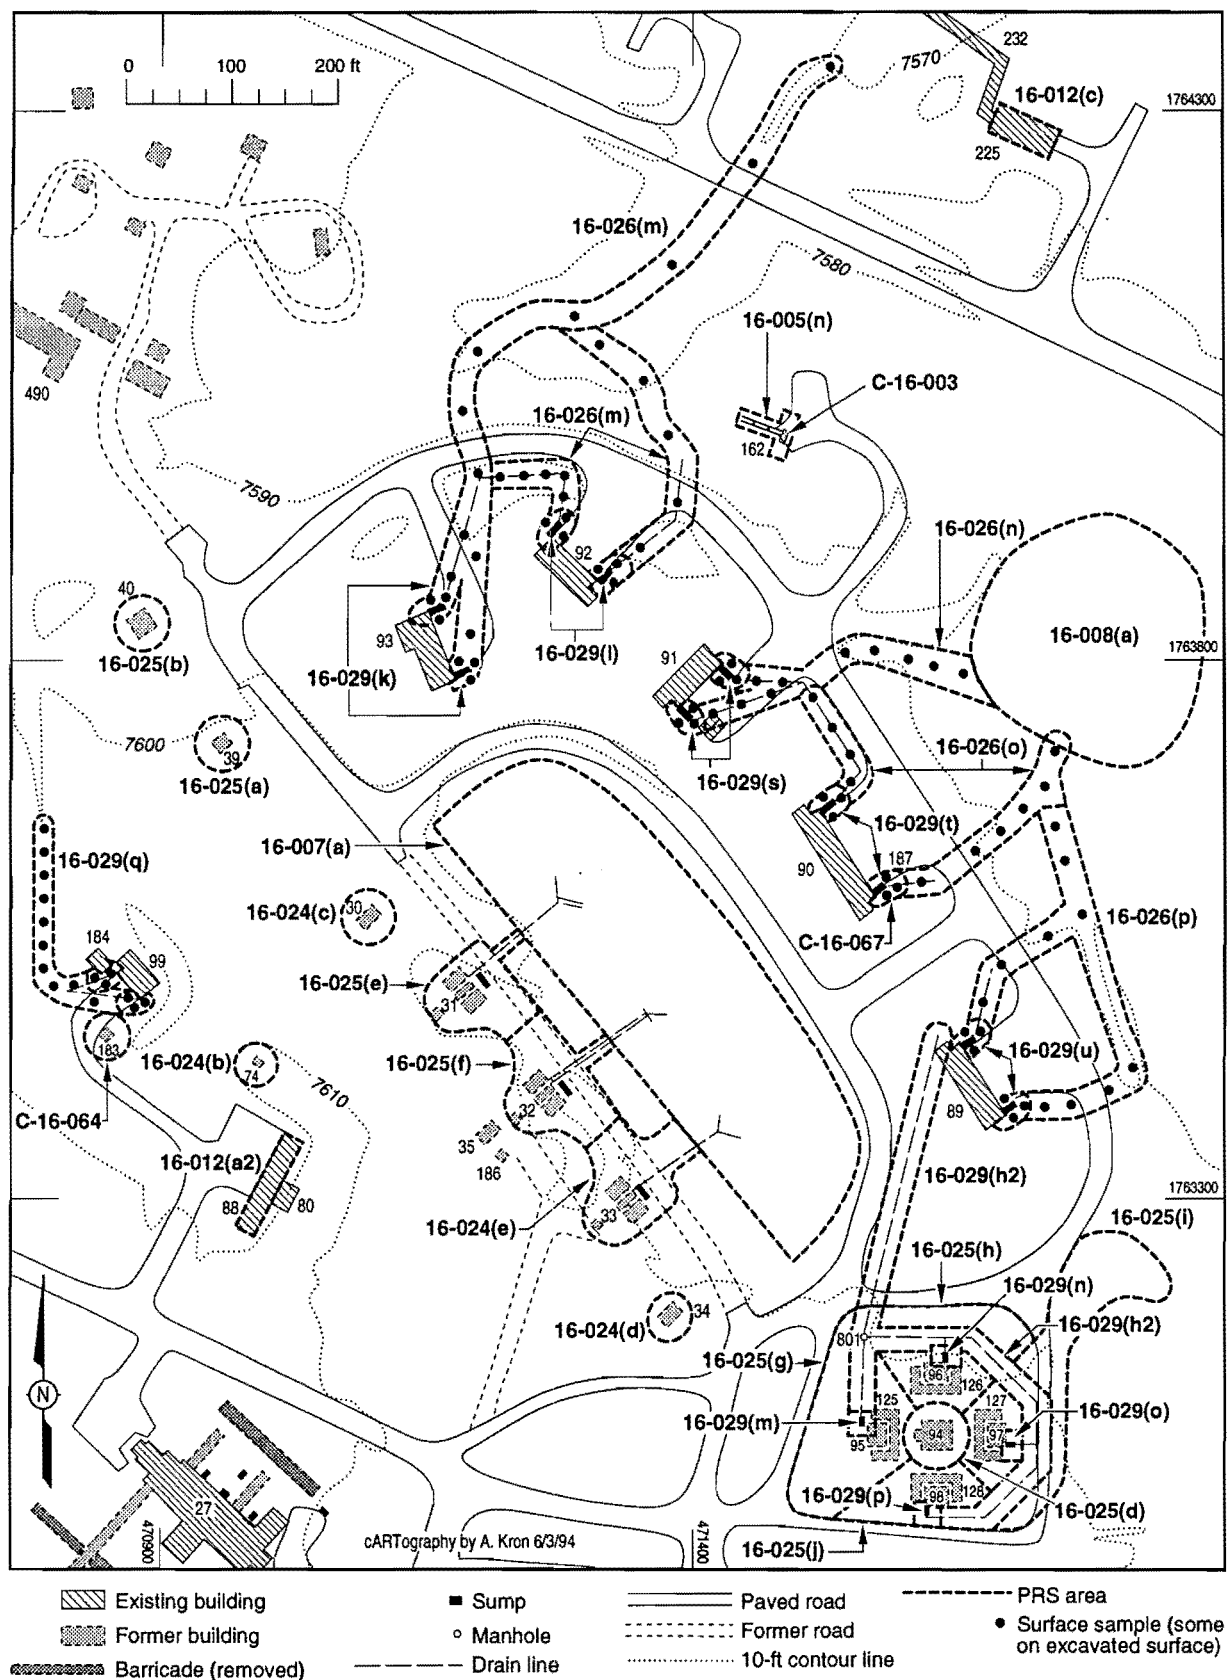 0 100 200 ft
7570
232
16-012(c)
1764300
225
16-026(m)
7580
16-005(n)
C-16-003
490
16-026(m)
162
7590
16-026(n)
92
40
16-008(a)
93
91
16-025(b)
16-029(l)
1763800
16-029(k)
7600
39
16-026(o)
16-025(a)
16-029(s)
16-029(t)
16-007(a)
16-029(q)
90
187
30
16-024(c)
16-026(p)
C-16-067
184
99
16-025(e)
31
183
16-024(b)
74
16-025(f)
16-029(u)
7610
C-16-064
32
89
35
16-012(a2)
186
16-029(h2)
1763300
88
80
33
16-024(e)
16-025(i)
16-025(h)
16-029(n)
34
16-024(d)
801
16-029(h2)
16-025(g)
96
126
N
125
127
16-029(m)
16-029(o)
95
94
97
16-029(p)
98
128
16-025(d)
27
470900
cARTography by A. Kron 6/3/94
471400
16-025(j)
Existing building
Sump
Paved road
PRS area
Former building
Manhole
Former road
Surface sample (some
on excavated surface)
Barricade (removed)
Drain line
10-ft contour line